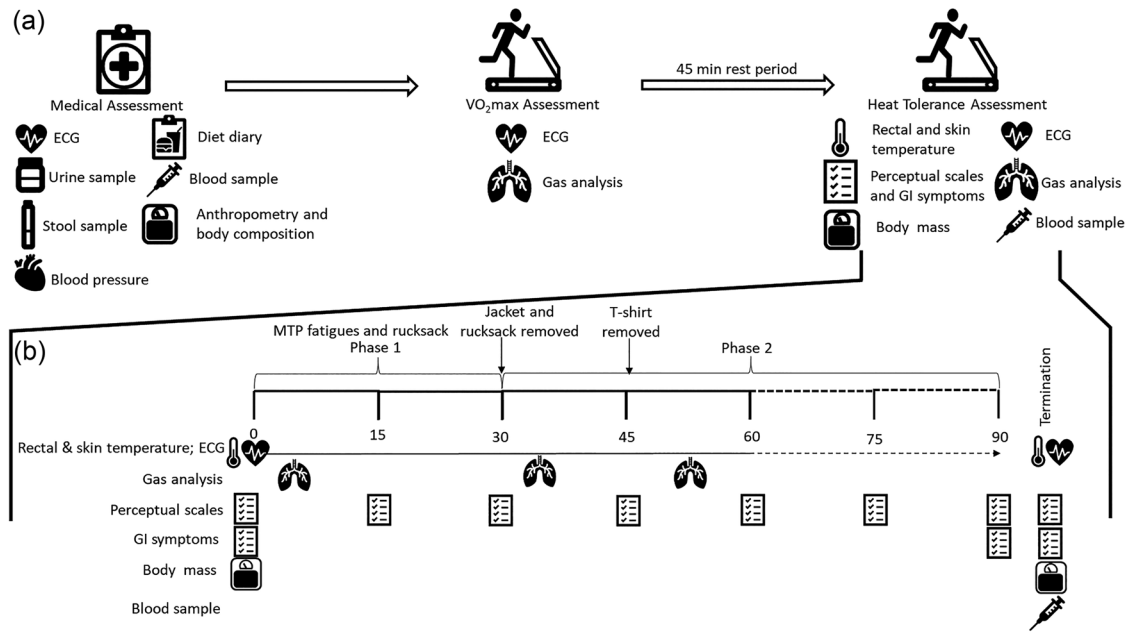 (a)
Medical Assessment
ECG
Diet diary
Urine sample
Blood sample
Stool sample
Anthropometry and
body composition
Blood pressure
VO₂max Assessment
ECG
Gas analysis
45 min rest period
Heat Tolerance Assessment
Rectal and skin
temperature
ECG
Perceptual scales
and GI symptoms
Gas analysis
Body mass
Blood sample
(b)
MTP fatigues and rucksack
Phase 1
Jacket and
rucksack removed
T-shirt
removed
Phase 2
Termination
0 15 30 45 60 75 90
Rectal & skin temperature; ECG
Gas analysis
Perceptual scales
GI symptoms
Body mass
Blood sample